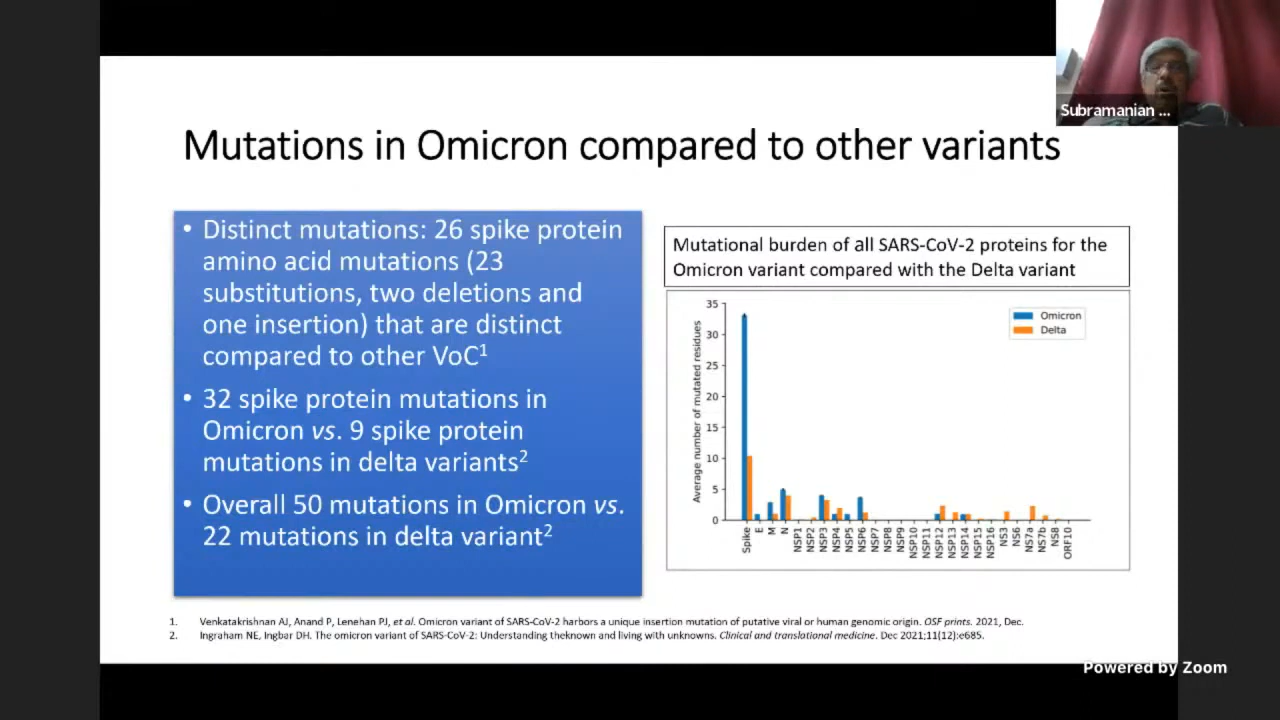 Subramanian ...
Mutations in Omicron compared to other variants
• Distinct mutations: 26 spike protein
amino acid mutations (23
substitutions, two deletions and
one insertion) that are distinct
compared to other VoC1
• 32 spike protein mutations in
Omicron vs. 9 spike protein
mutations in delta variants2
• Overall 50 mutations in Omicron vs.
22 mutations in delta variant2
Mutational burden of all SARS-CoV-2 proteins for the
Omicron variant compared with the Delta variant
Average number of mutated residues
35
30
25
20
15
10
5
0
Omicron
Delta
Spike
E
M
N
NSP1
NSP2
NSP3
NSP4
NSP5
NSP6
NSP7
NSP8
NSP9
NSP10
NSP11
NSP12
NSP13
NSP14
NSP15
NSP16
NS3
NS6
NS7a
NS7b
NS8
ORF10
1. Venkatakrishnan AJ, Anand P, Lenehan PJ, et al. Omicron variant of SARS-CoV-2 harbors a unique insertion mutation of putative viral or human genomic origin. OSF prints. 2021, Dec.
2. Ingraham NE, Ingbar DH. The omicron variant of SARS-CoV-2: Understanding theknown and living with unknowns. Clinical and translational medicine. Dec 2021;11(12):e685.
Powered by Zoom